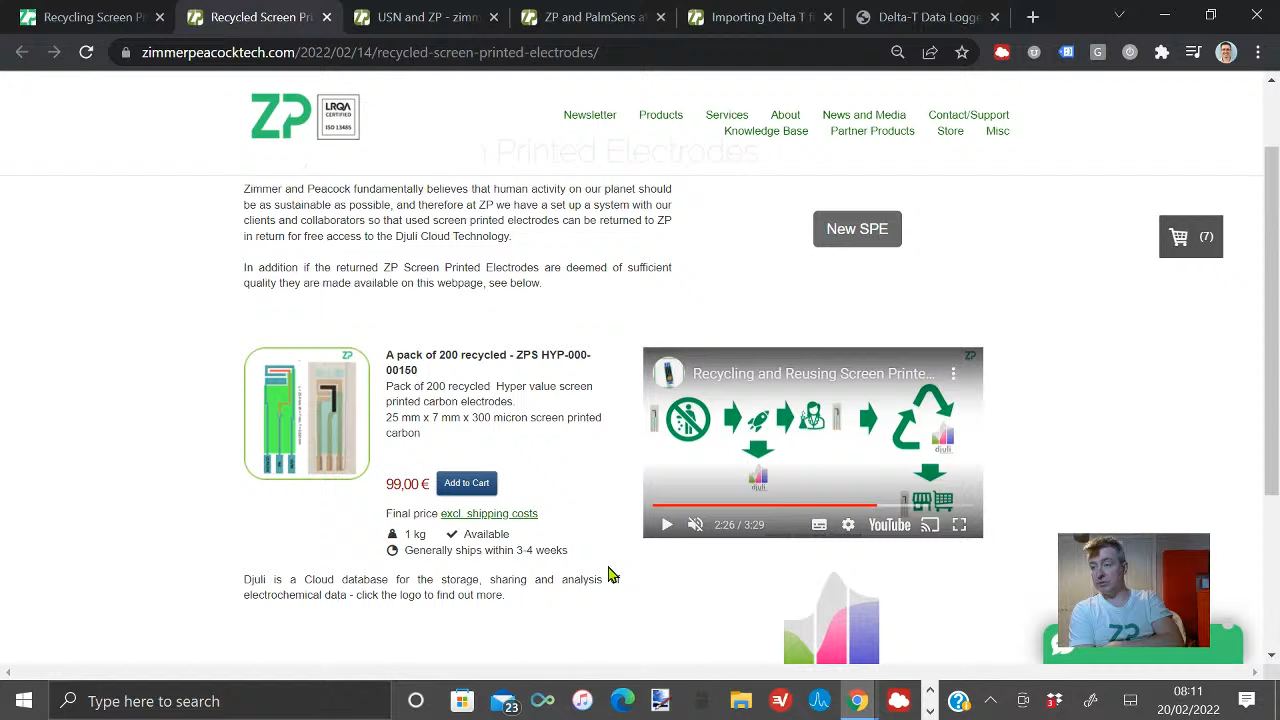 Recycling Screen Prin
Recycled Screen Print
USN and ZP - zimm
ZP and PalmSens a
Importing Delta T f
Delta-T Data Logg
zimmerpeacocktech.com/2022/02/14/recycled-screen-printed-electrodes/
G
ZP
LRQA
CERTIFIED
ISO 13485
Newsletter
Products
Services
About
News and Media
Contact/Support
Knowledge Base
Partner Products
Store
Misc
Printed Electrodes
Zimmer and Peacock fundamentally believes that human activity on our planet should
be as sustainable as possible, and therefore at ZP we have a set up a system with our
clients and collaborators so that used screen printed electrodes can be returned to ZP
in return for free access to the Djuli Cloud Technology.
In addition if the returned ZP Screen Printed Electrodes are deemed of sufficient
quality they are made available on this webpage, see below.
New SPE
(7)
ZP
A pack of 200 recycled - ZPS HYP-000-
00150
Pack of 200 recycled Hyper value screen
printed carbon electrodes.
25 mm x 7 mm x 300 micron screen printed
carbon
99,00 €
Add to Cart
Final price excl. shipping costs
1 kg
Available
Generally ships within 3-4 weeks
Recycling and Reusing Screen Printe...
ZP
djuli
djuli
2:26 / 3:29
YouTube
Djuli is a Cloud database for the storage, sharing and analysis
electrochemical data - click the logo to find out more.
ZP
Type here to search
23
3
08:11
20/02/2022